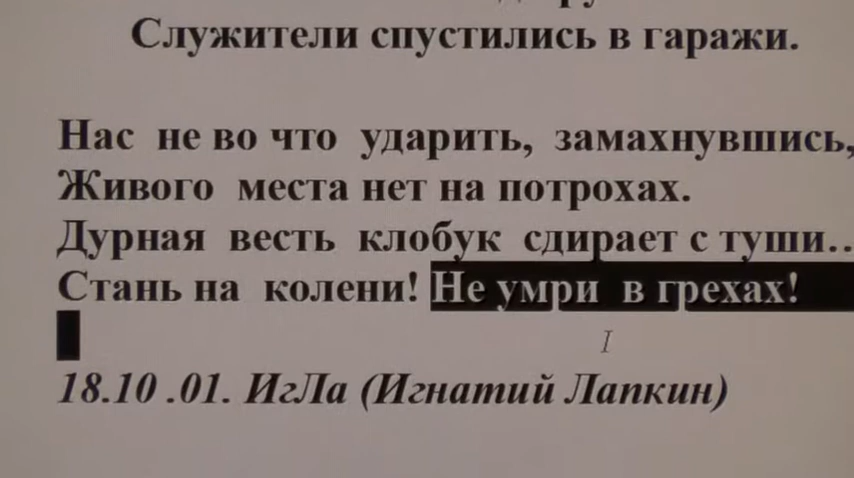 Служители спустились в гаражи.
Нас не во что ударить, замахнувшись,
Живого места нет на потрохах.
Дурная весть клобук сдирает с туши..
Стань на колени! Не умри в грехах!
18.10 .01. ИгЛа (Игнатий Лапкин)